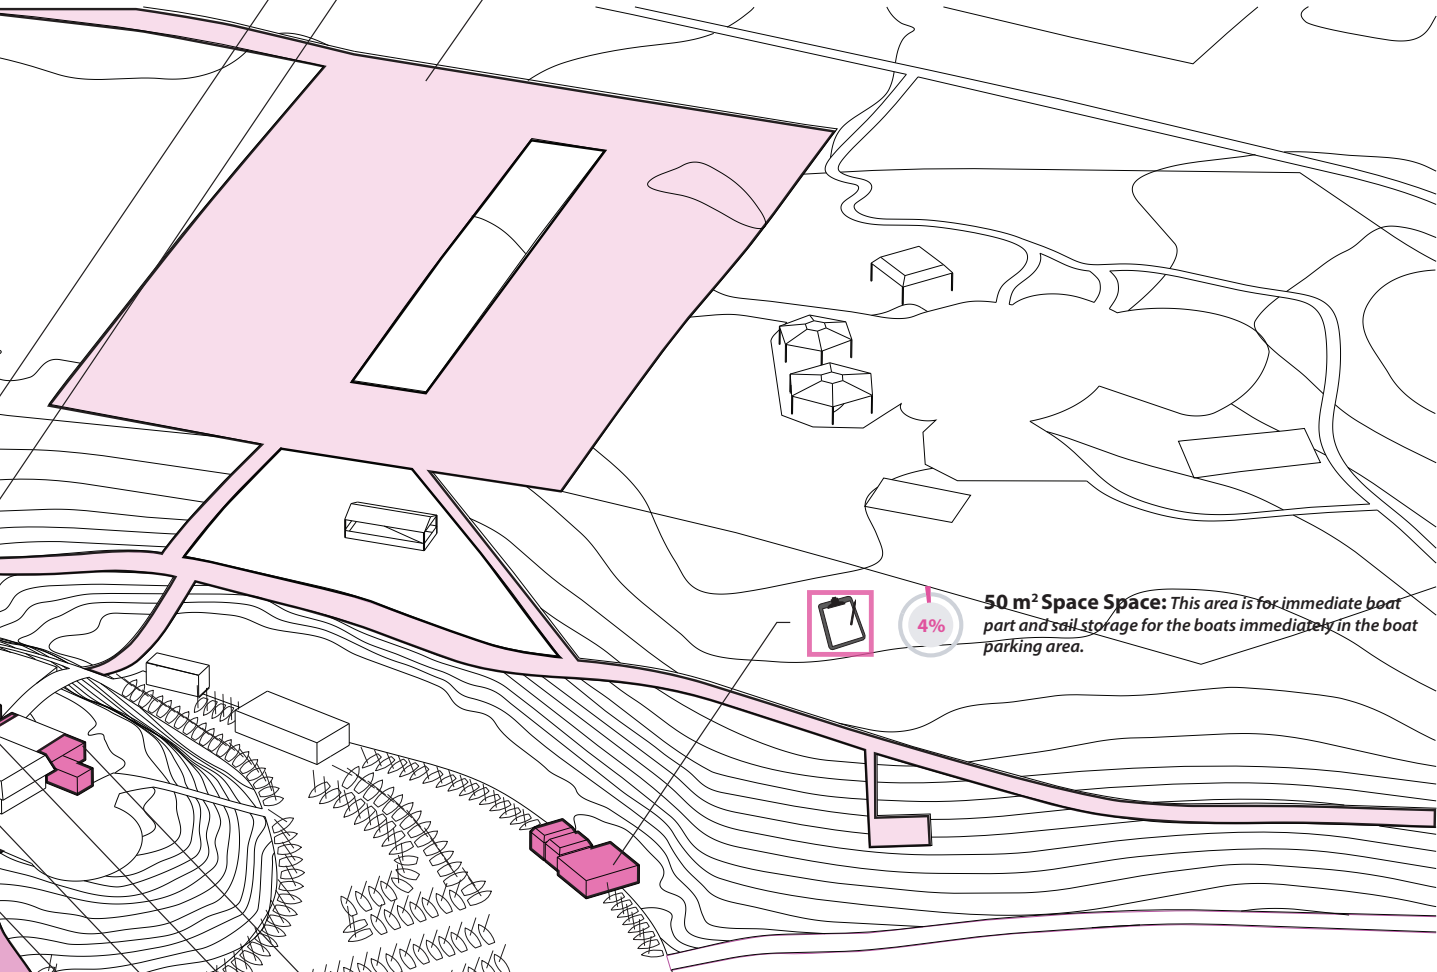 4%
50 m² Space Space: This area is for immediate boat
part and sail storage for the boats immediately in the boat
parking area.